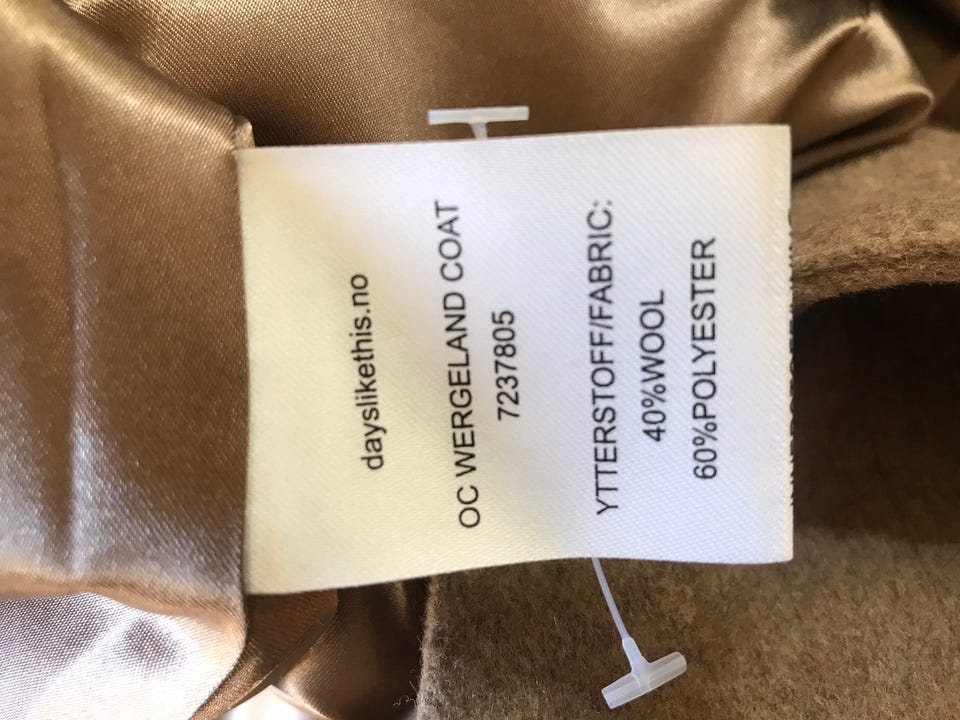 dayslikethis.no
OC WERGELAND COAT
7237805
YTTERSTOFF/FABRIC:
40%WOOL
60%POLYESTER